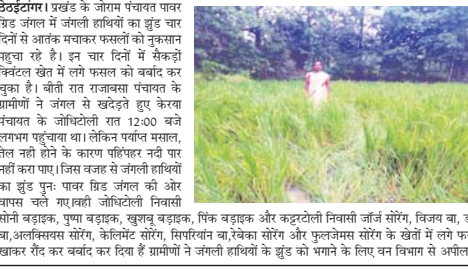 ठेठईटांगर। प्रखंड के जोराम पंचायत पावर
ग्रिड जंगल में जंगली हाथियों का झुंड चार
दिनों से आतंक मचाकर फसलों को नुकसान
पहुचा रहे है। इन चार दिनों में सैकड़ों
क्विंटल खेत में लगे फसल को बर्बाद कर
चुका है। बीती रात राजाबसा पंचायत के
ग्रामीणों ने जंगल से खदेड़ते हुए केरया
पंचायत के जोधिटोली रात 12:00 बजे
लगभग पहुंचाया था। लेकिन पर्याप्त मसाल,
तेल नही होने के कारण पहिंपहर नदी पार
नहीं करा पाए। जिस वजह से जंगली हाथियों
का झुंड पुनः पावर ग्रिड जंगल की ओर
वापस चले गए।वही जोधिटोली निवासी
सोनी बड़ाइक, पुष्पा बड़ाइक, खुशबू बड़ाइक, पिंक बड़ाइक और कट्टरटोली निवासी जॉर्ज सोरेंग, विजय बा,
बा,अलक्सियस सोरेंग, केलिमेंट सोरेंग, सिपरियांन बा,रेबेका सोरेंग और फुलजेमस सोरेंग के खेतों में लगे
खाकर रौंद कर बर्बाद कर दिया हैं ग्रामीणों ने जंगली हाथियों के झुंड को भगाने के लिए वन विभाग से अपील